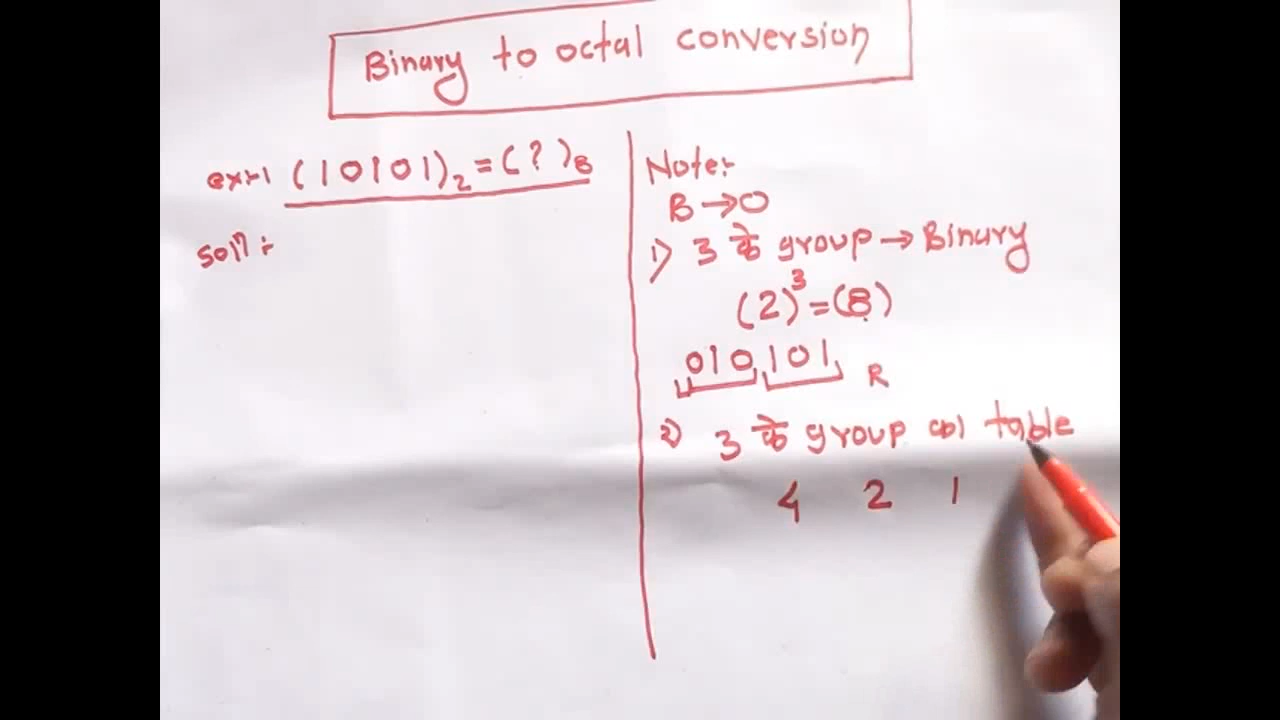 Binary to octal conversion
ex:-1 (10101)2 = (?)8
soln :-
Note:-
B → O
1) 3 के group → Binary
(2)3 = (8)
010 101 R
2) 3 के group का table
4 2 1